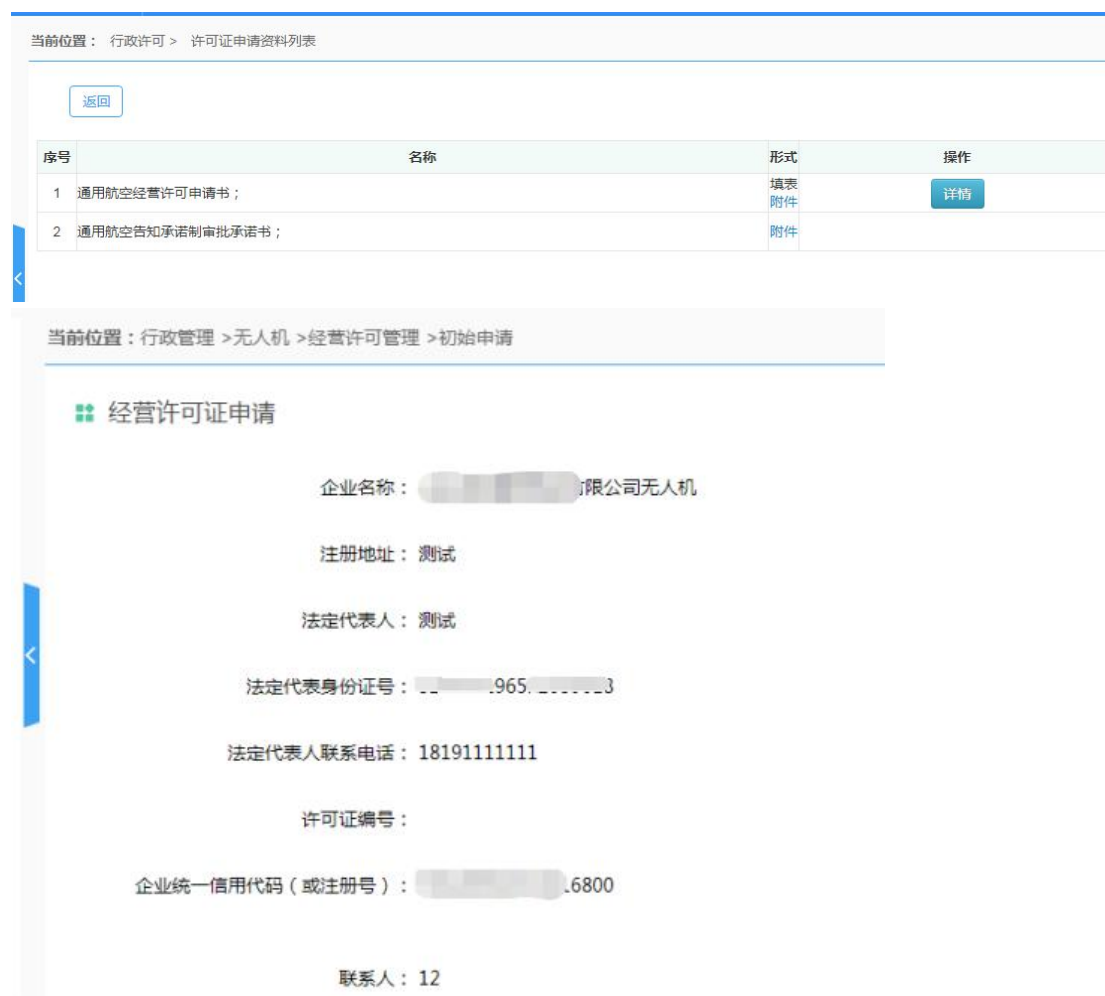 当前位置： 行政许可 > 许可证申请资料列表
返回
序号 名称 形式 操作
1 通用航空经营许可申请书； 填表 附件 详情
2 通用航空告知承诺制审批承诺书； 附件
当前位置：行政管理 >无人机 >经营许可管理 >初始申请
经营许可证申请
企业名称： 限公司无人机
注册地址： 测试
法定代表人： 测试
法定代表身份证号： 965
法定代表人联系电话： 18191111111
许可证编号：
企业统一信用代码（或注册号）： 6800
联系人： 12